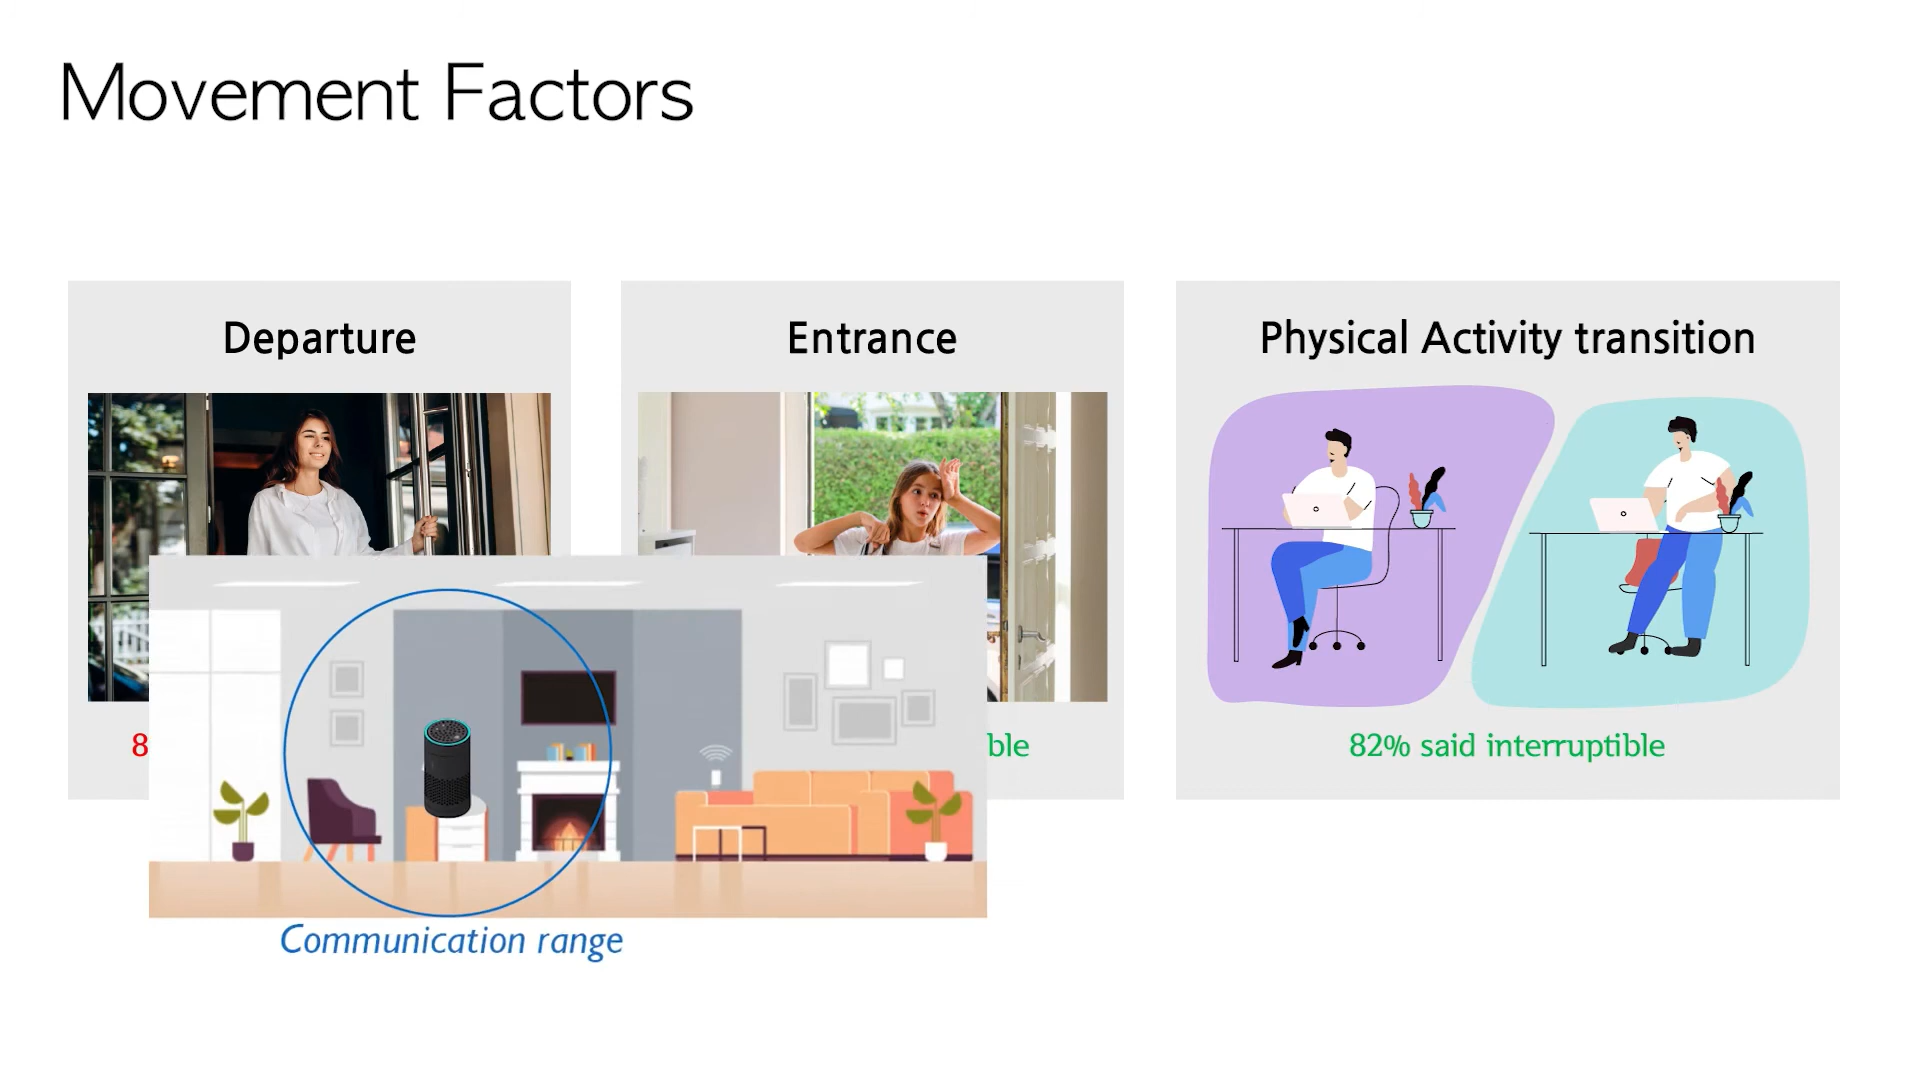 Movement Factors
Departure
Entrance
Physical Activity transition
8
ble
82% said interruptible
Communication range